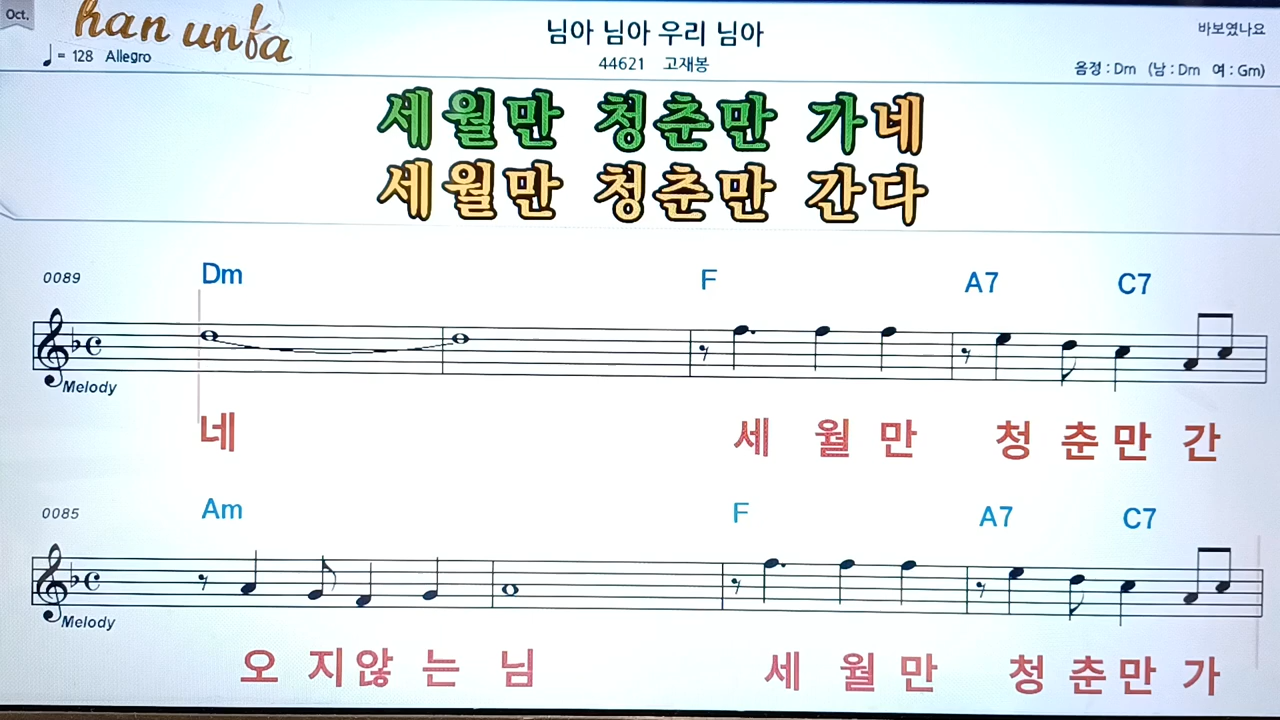 Oct.
han unfa
님아 님아 우리 님아
바보였나요
♩= 128 Allegro
44621 고재봉
음정 : Dm (남 : Dm 여 : Gm)
세월만 청춘만 가네
세월만 청춘만 간다
0089
Dm F A7 C7
Melody
네 세 월 만 청 춘 만 간
0085
Am F A7 C7
Melody
오 지 않 는 님 세 월 만 청 춘 만 가